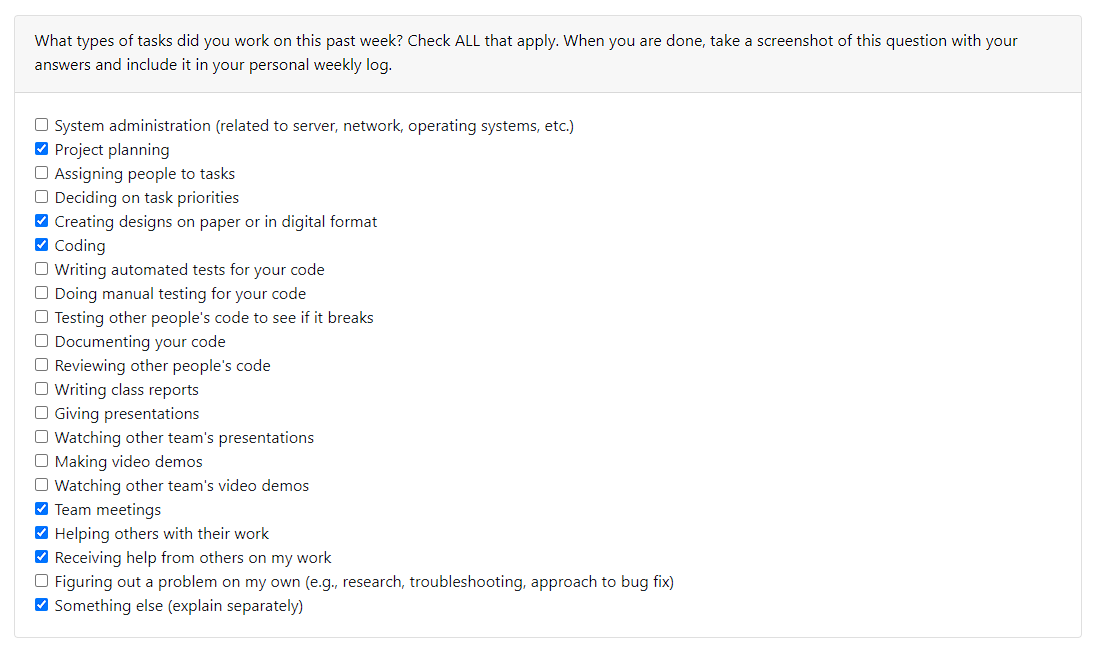 What types of tasks did you work on this past week? Check ALL that apply. When you are done, take a screenshot of this question with your
answers and include it in your personal weekly log.
System administration (related to server, network, operating systems, etc.)
Project planning
Assigning people to tasks
Deciding on task priorities
Creating designs on paper or in digital format
Coding
Writing automated tests for your code
Doing manual testing for your code
Testing other people's code to see if it breaks
Documenting your code
Reviewing other people's code
Writing class reports
Giving presentations
Watching other team's presentations
Making video demos
Watching other team's video demos
Team meetings
Helping others with their work
Receiving help from others on my work
Figuring out a problem on my own (e.g., research, troubleshooting, approach to bug fix)
Something else (explain separately)